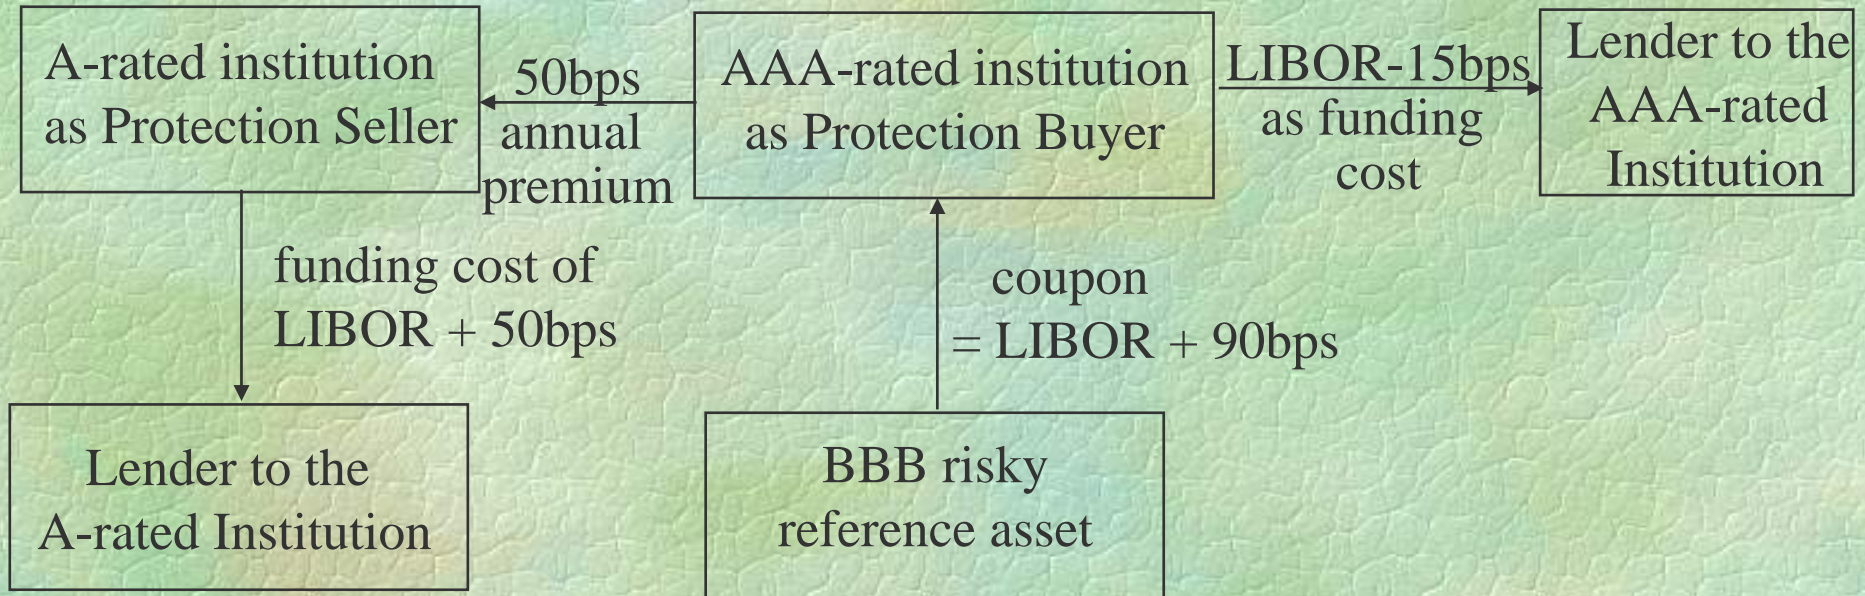 A-rated institution
as Protection Seller
50bps
annual
premium
AAA-rated institution
as Protection Buyer
LIBOR-15bps
as funding
cost
Lender to the
AAA-rated
Institution
funding cost of
LIBOR + 50bps
coupon
= LIBOR + 90bps
Lender to the
A-rated Institution
BBB risky
reference asset